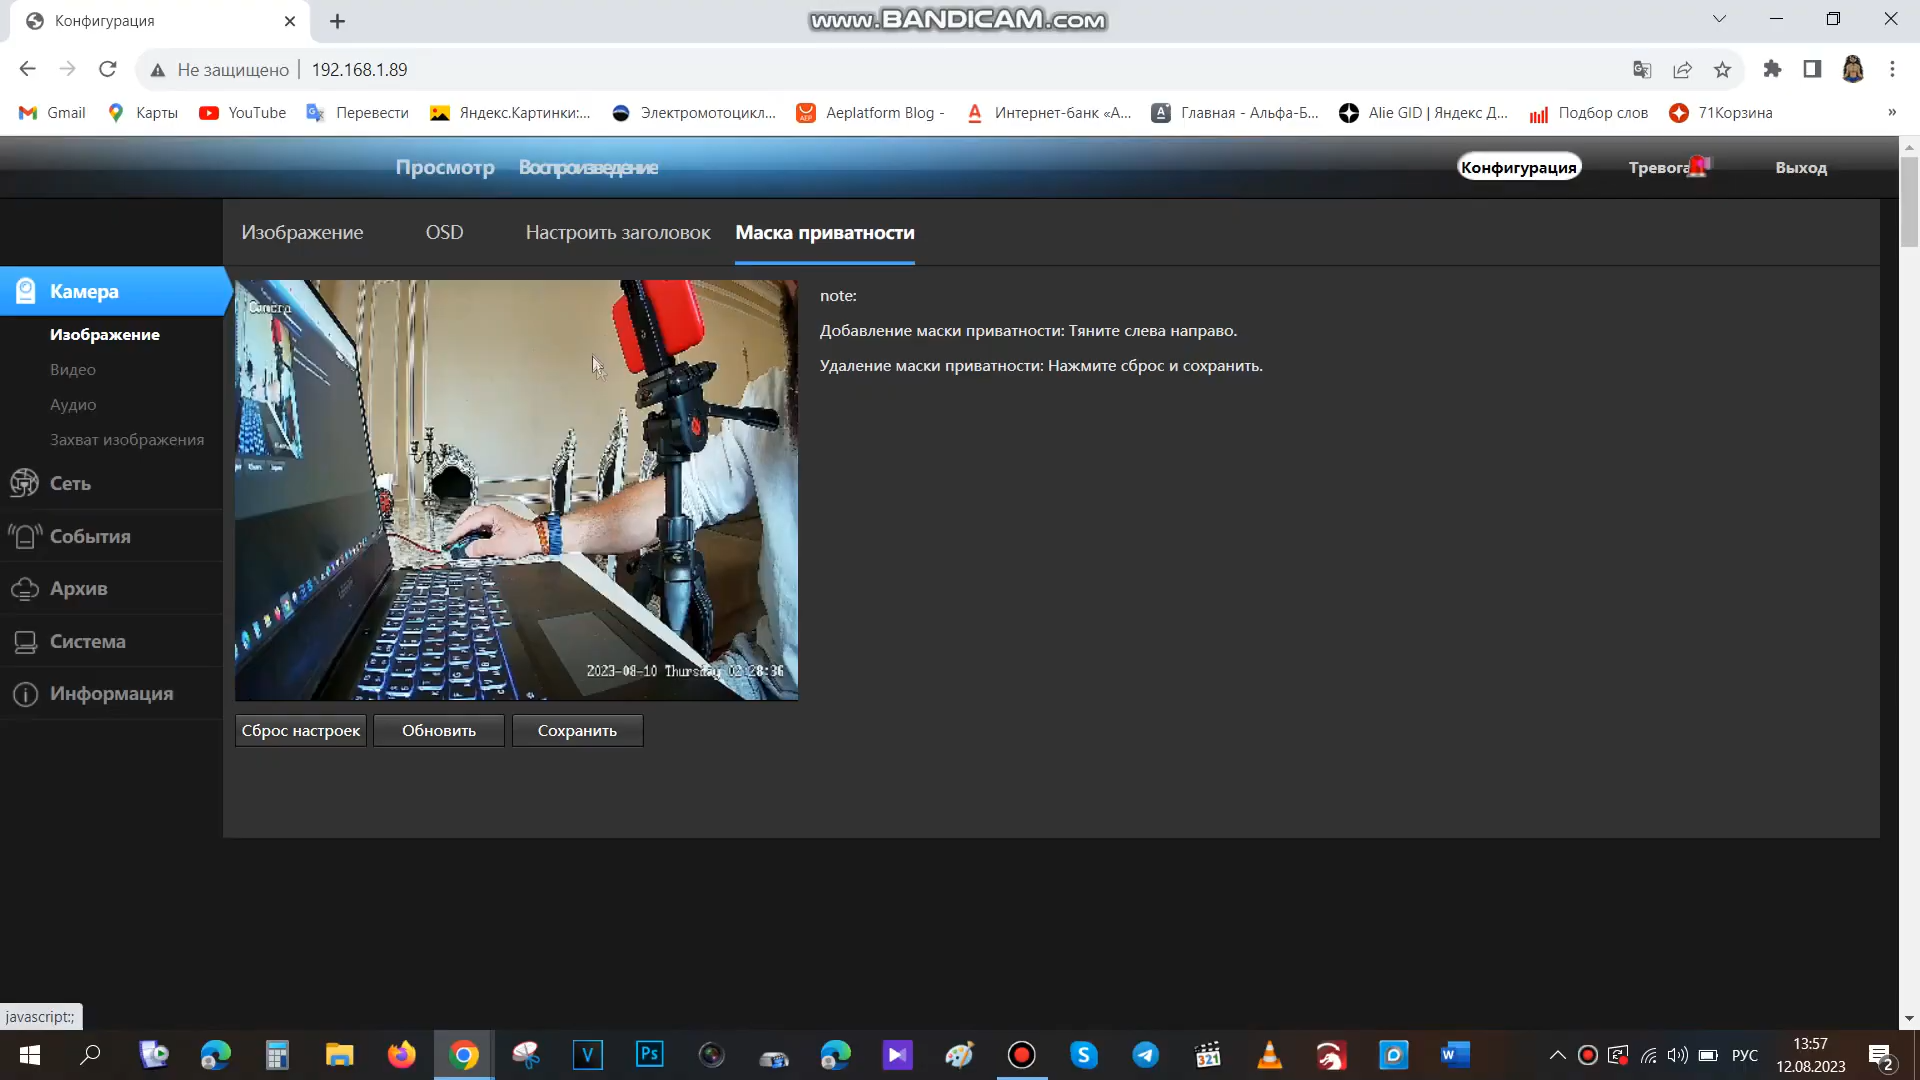 Конфигурация
www.BANDICAM.com
Не защищено
192.168.1.89
Gmail
Карты
YouTube
Перевести
Яндекс.Картинки:...
Электромотоцикл...
Aeplatform Blog -
Интернет-банк «А...
Главная - Альфа-Б...
Alie GID | Яндекс Д...
Подбор слов
71Корзина
»
Просмотр
Воспроизведение
Конфигурация
Тревога
Выход
Изображение
OSD
Настроить заголовок
Маска приватности
Камера
Изображение
Видео
Аудио
Захват изображения
Сеть
События
Архив
Система
Информация
Camera
2023-08-10 Thursday 02:28:36
note:
Добавление маски приватности: Тяните слева направо.
Удаление маски приватности: Нажмите сброс и сохранить.
Сброс настроек
Обновить
Сохранить
javascript:;
V
Ps
321
S
W
РУС
13:57
12.08.2023
2